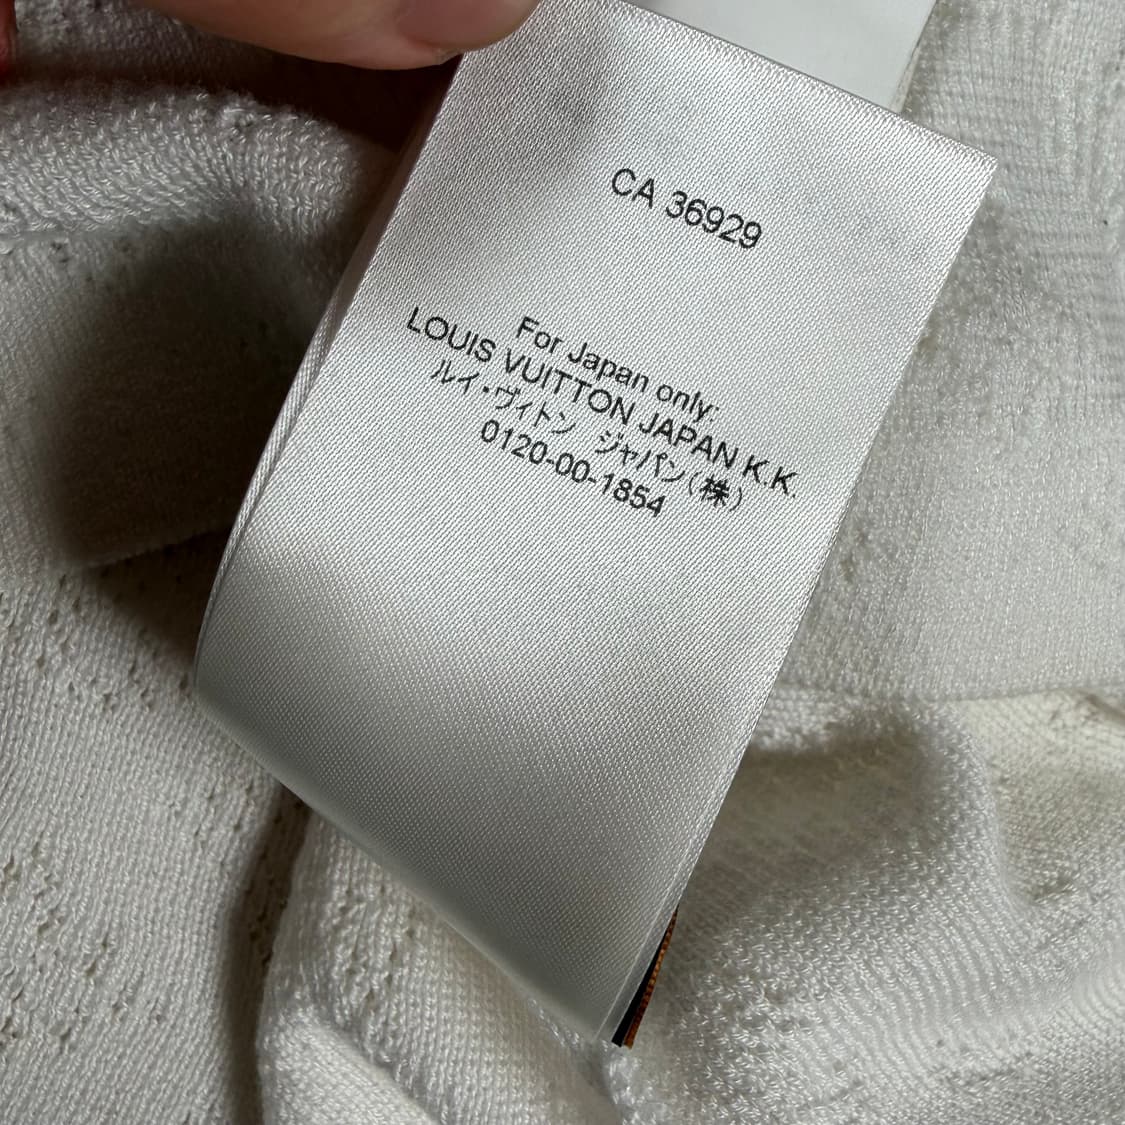 CA 36929
For Japan only:
LOUIS VUITTON JAPAN K.K.
ルイ・ヴィトン ジャパン(株)
0120-00-1854